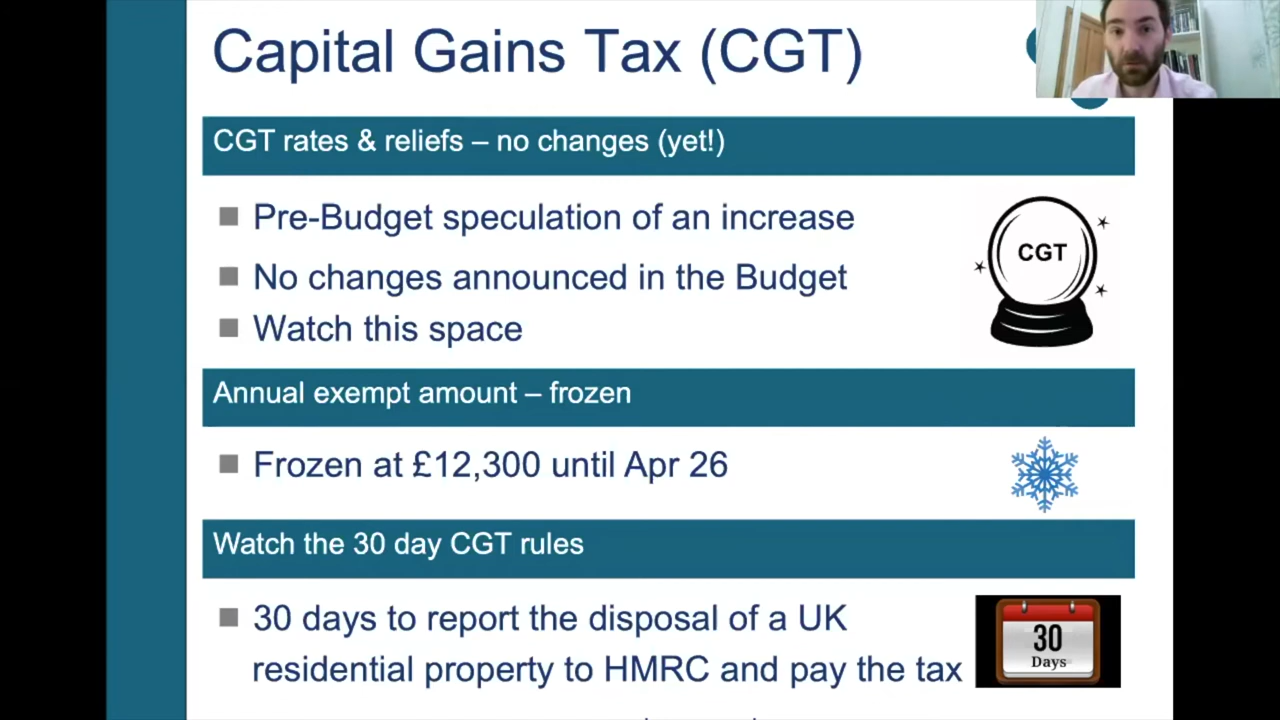 Capital Gains Tax (CGT)
CGT rates & reliefs – no changes (yet!)
Pre-Budget speculation of an increase
No changes announced in the Budget
Watch this space
CGT
Annual exempt amount – frozen
Frozen at £12,300 until Apr 26
Watch the 30 day CGT rules
30 days to report the disposal of a UK
residential property to HMRC and pay the tax
30
Days